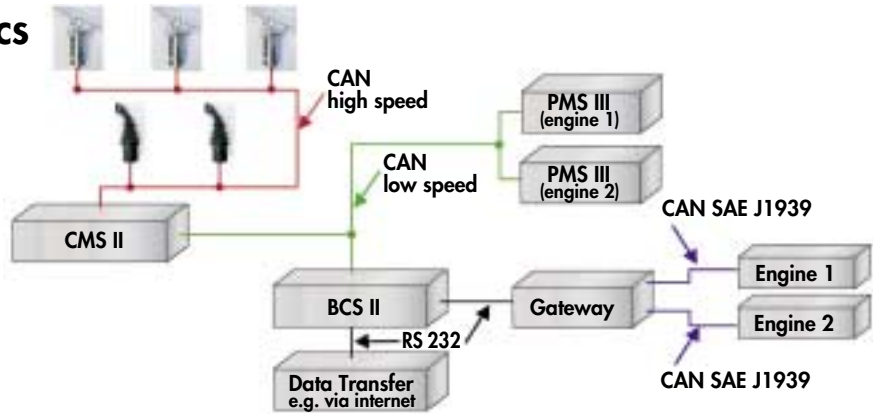 CS
CAN
high speed
PMS III
(engine 1)
CAN
low speed
PMS III
(engine 2)
CAN SAE J1939
CMS II
Engine 1
BCS II
Gateway
Engine 2
RS 232
Data Transfer
e.g. via internet
CAN SAE J1939